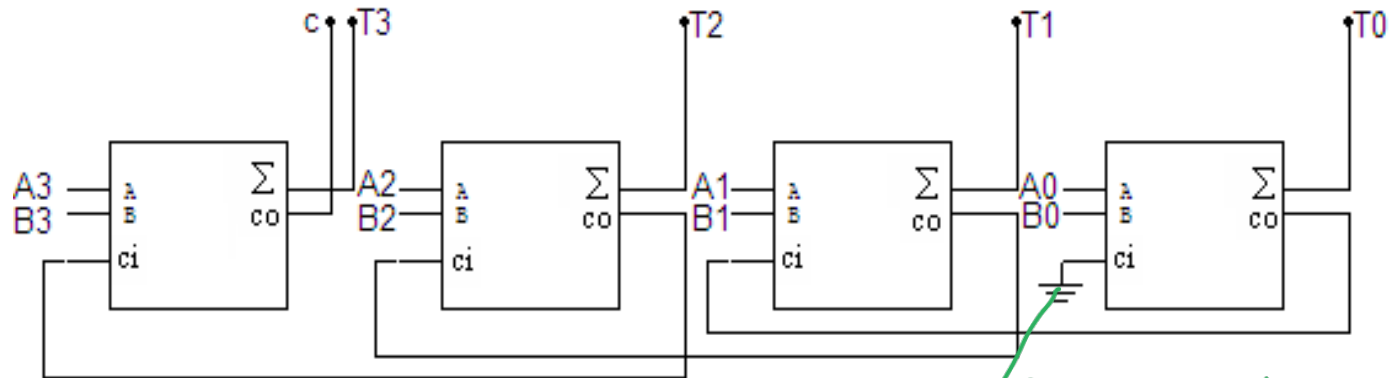 c T3 T2 T1 T0
A3 A Σ A2 A Σ A1 A Σ A0 A Σ
B3 B co B2 B co B1 B co B0 B co
ci ci ci ci